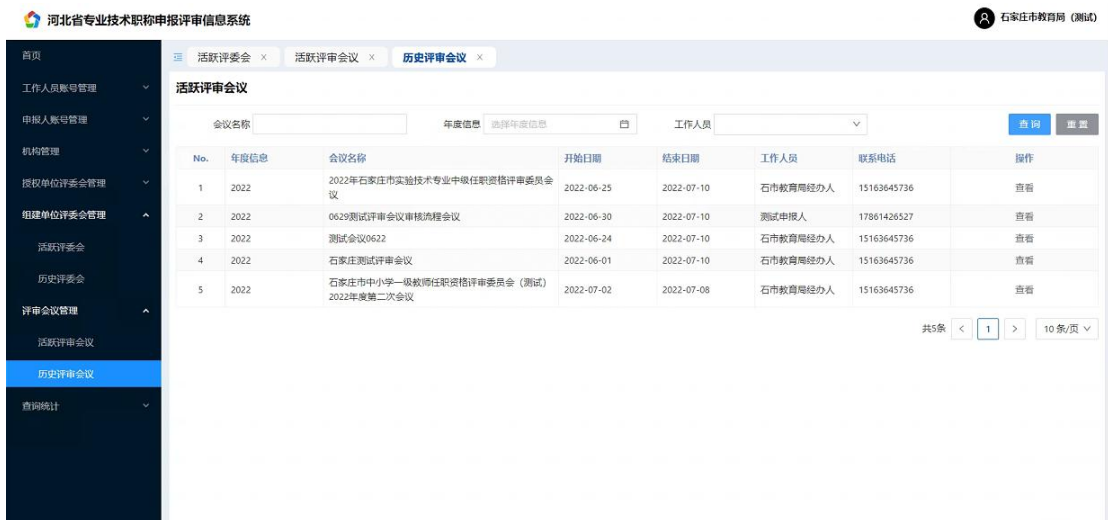 河北省专业技术职称申报评审信息系统
石家庄市教育局（测试）
首页
工作人员账号管理
申报人账号管理
机构管理
授权单位评委会管理
组建单位评委会管理
活跃评委会
历史评委会
评审会议管理
活跃评审会议
历史评审会议
查询统计
活跃评委会 × 活跃评审会议 × 历史评审会议 ×
活跃评审会议
会议名称 年度信息 选择年度信息 工作人员 查询 重置
No. 年度信息 会议名称 开始日期 结束日期 工作人员 联系电话 操作
1 2022 2022年石家庄市实验技术专业中级任职资格评审委员会会 2022-06-25 2022-07-10 石市教育局经办人 15163645736 查看
议
2 2022 0629测试评审会议审核流程会议 2022-06-30 2022-07-10 测试申报人 17861426527 查看
3 2022 测试会议0622 2022-06-24 2022-07-10 石市教育局经办人 15163645736 查看
4 2022 石家庄测试评审会议 2022-06-01 2022-07-10 石市教育局经办人 15163645736 查看
5 2022 石家庄市中小学一级教师任职资格评审委员会（测试） 2022-07-02 2022-07-08 石市教育局经办人 15163645736 查看
2022年度第二次会议
共5条 < 1 > 10 条/页